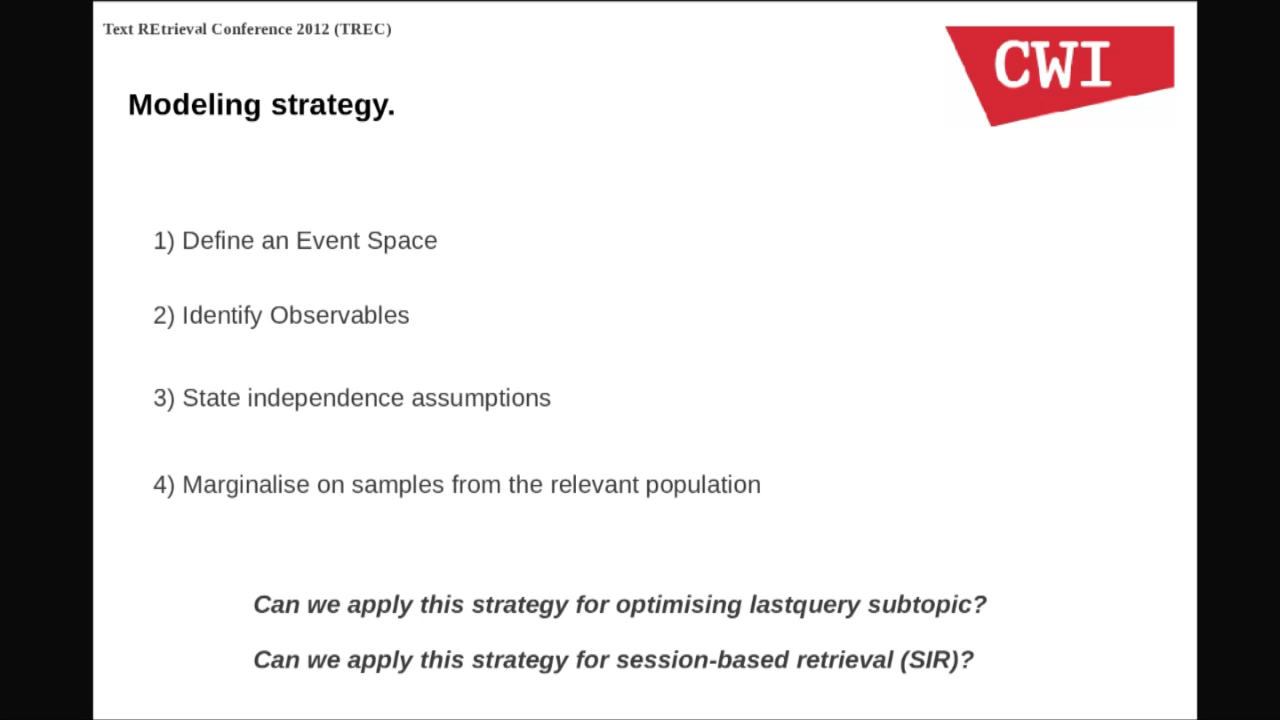 Text REtrieval Conference 2012 (TREC)
CWI
Modeling strategy.
1) Define an Event Space
2) Identify Observables
3) State independence assumptions
4) Marginalise on samples from the relevant population
Can we apply this strategy for optimising lastquery subtopic?
Can we apply this strategy for session-based retrieval (SIR)?